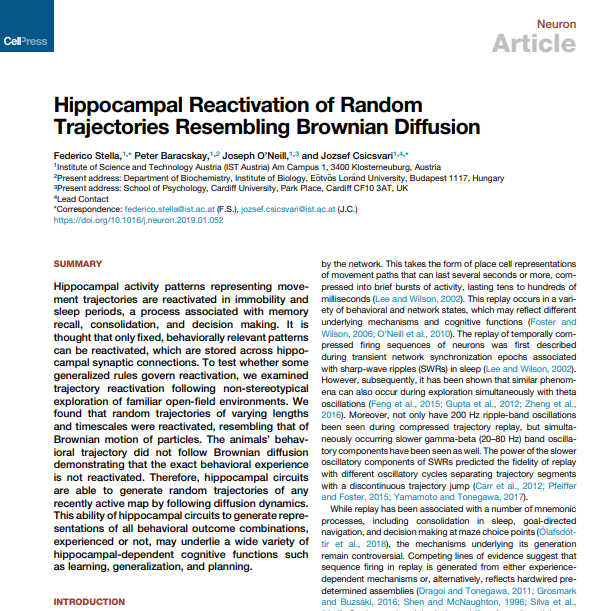 CellPress
Neuron
Article
Hippocampal Reactivation of Random
Trajectories Resembling Brownian Diffusion
Federico Stella,1,* Peter Baracskay,1,2 Joseph O'Neill,1,3 and Jozsef Csicsvari1,4,*
1Institute of Science and Technology Austria (IST Austria) Am Campus 1, 3400 Klosterneuburg, Austria
2Present address: Department of Biochemistry, Institute of Biology, Eötvös Loránd University, Budapest 1117, Hungary
3Present address: School of Psychology, Cardiff University, Park Place, Cardiff CF10 3AT, UK
4Lead Contact
*Correspondence: federico.stella@ist.ac.at (F.S.), jozsef.csicsvari@ist.ac.at (J.C.)
https://doi.org/10.1016/j.neuron.2019.01.052
SUMMARY
Hippocampal activity patterns representing move-
ment trajectories are reactivated in immobility and
sleep periods, a process associated with memory
recall, consolidation, and decision making. It is
thought that only fixed, behaviorally relevant patterns
can be reactivated, which are stored across hippo-
campal synaptic connections. To test whether some
generalized rules govern reactivation, we examined
trajectory reactivation following non-stereotypical
exploration of familiar open-field environments. We
found that random trajectories of varying lengths
and timescales were reactivated, resembling that of
Brownian motion of particles. The animals' behav-
ioral trajectory did not follow Brownian diffusion
demonstrating that the exact behavioral experience
is not reactivated. Therefore, hippocampal circuits
are able to generate random trajectories of any
recently active map by following diffusion dynamics.
This ability of hippocampal circuits to generate repre-
sentations of all behavioral outcome combinations,
experienced or not, may underlie a wide variety of
hippocampal-dependent cognitive functions such
as learning, generalization, and planning.
INTRODUCTION
by the network. This takes the form of place cell representations
of movement paths that can last several seconds or more, com-
pressed into brief bursts of activity, lasting tens to hundreds of
milliseconds (Lee and Wilson, 2002). This replay occurs in a vari-
ety of behavioral and network states, which may reflect different
underlying mechanisms and cognitive functions (Foster and
Wilson, 2006; O'Neill et al., 2010). The replay of temporally com-
pressed firing sequences of neurons was first described
during transient network synchronization epochs associated
with sharp-wave ripples (SWRs) in sleep (Lee and Wilson, 2002).
However, subsequently, it has been shown that similar phenom-
ena can also occur during exploration simultaneously with theta
oscillations (Feng et al., 2015; Gupta et al., 2012; Zheng et al.,
2016). Moreover, not only have 200 Hz ripple-band oscillations
been seen during compressed trajectory replay, but simulta-
neously occurring slower gamma-beta (20–80 Hz) band oscilla-
tory components have been seen as well. The power of the slower
oscillatory components of SWRs predicted the fidelity of replay
with different oscillatory cycles separating trajectory segments
with a discontinuous trajectory jump (Carr et al., 2012; Pfeiffer
and Foster, 2015; Yamamoto and Tonegawa, 2017).
While replay has been associated with a number of mnemonic
processes, including consolidation in sleep, goal-directed
navigation, and decision making at maze choice points (Ólafsdót-
tir et al., 2018), the mechanisms underlying its generation
remain controversial. Competing lines of evidence suggest that
sequence firing in replay is generated from either experience-
dependent mechanisms or, alternatively, reflects hardwired pre-
determined assemblies (Dragoi and Tonegawa, 2011; Grosmark
and Buzsáki, 2016; Shen and McNaughton, 1996; Silva et al.,